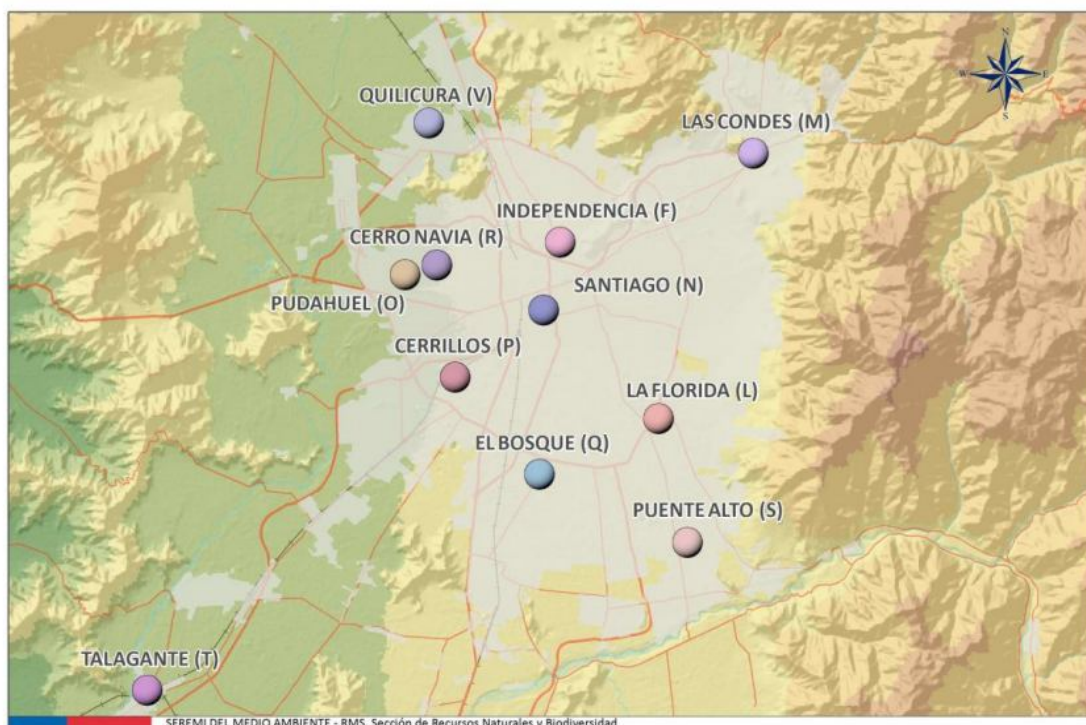 N
W
E
S
QUILICURA (V)
LAS CONDES (M)
INDEPENDENCIA (F)
CERRO NAVIA (R)
SANTIAGO (N)
PUDAHUEL (O)
CERRILLOS (P)
LA FLORIDA (L)
EL BOSQUE (Q)
PUENTE ALTO (S)
TALAGANTE (T)
SEREMI DEL MEDIO AMBIENTE - RMS. Sección de Recursos Naturales y Biodiversidad